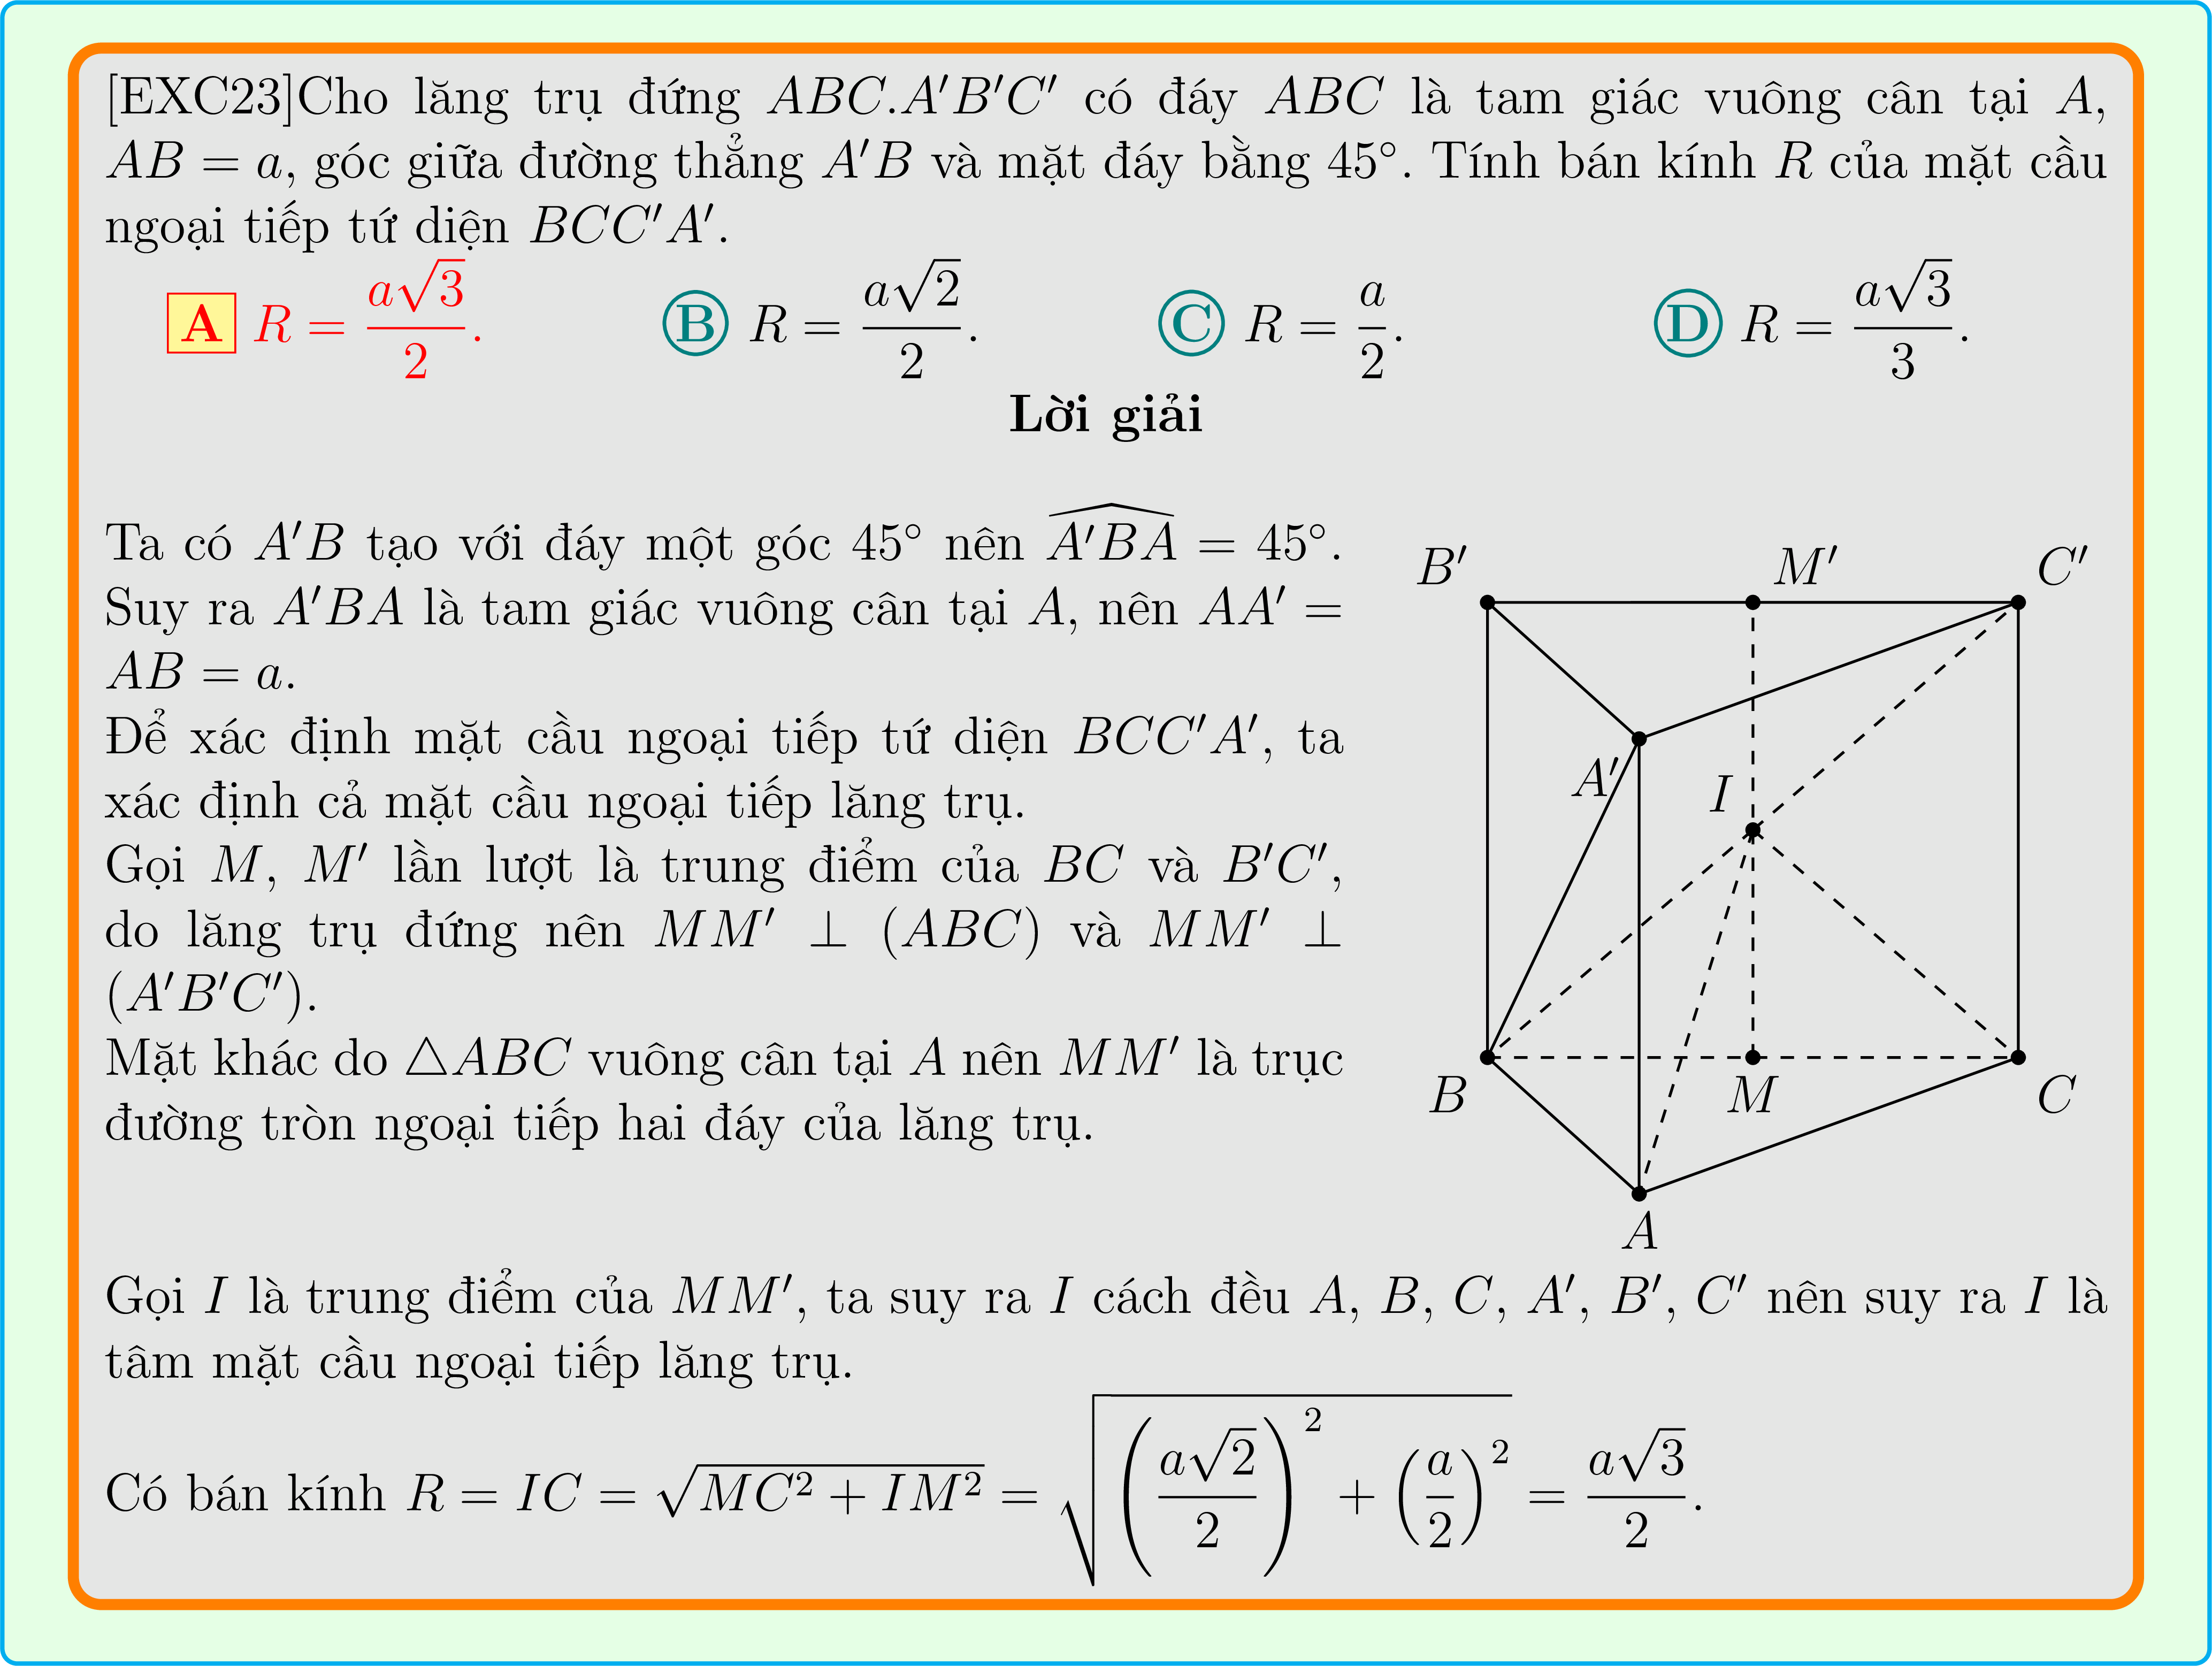 [EXC23]Cho lăng trụ đứng ABC.A′B′C′ có đáy ABC là tam giác vuông cân tại A,
AB = a, góc giữa đường thẳng A′B và mặt đáy bằng 45°. Tính bán kính R của mặt cầu
ngoại tiếp tứ diện BCC′A′.
A R = \frac{a\sqrt{3}}{2}. B R = \frac{a\sqrt{2}}{2}. C R = \frac{a}{2}. D R = \frac{a\sqrt{3}}{3}.
Lời giải
Ta có A′B tạo với đáy một góc 45° nên \widehat{A′BA} = 45°.
Suy ra A′BA là tam giác vuông cân tại A, nên AA′ =
AB = a.
Để xác định mặt cầu ngoại tiếp tứ diện BCC′A′, ta
xác định cả mặt cầu ngoại tiếp lăng trụ.
Gọi M, M′ lần lượt là trung điểm của BC và B′C′,
do lăng trụ đứng nên MM′ ⊥ (ABC) và MM′ ⊥
(A′B′C′).
Mặt khác do △ABC vuông cân tại A nên MM′ là trục
đường tròn ngoại tiếp hai đáy của lăng trụ.
B′ M′ C′
A′ I
B M C
A
Gọi I là trung điểm của MM′, ta suy ra I cách đều A, B, C, A′, B′, C′ nên suy ra I là
tâm mặt cầu ngoại tiếp lăng trụ.
Có bán kính R = IC = \sqrt{MC^2 + IM^2} = \sqrt{\left(\frac{a\sqrt{2}}{2}\right)^2 + \left(\frac{a}{2}\right)^2} = \frac{a\sqrt{3}}{2}.